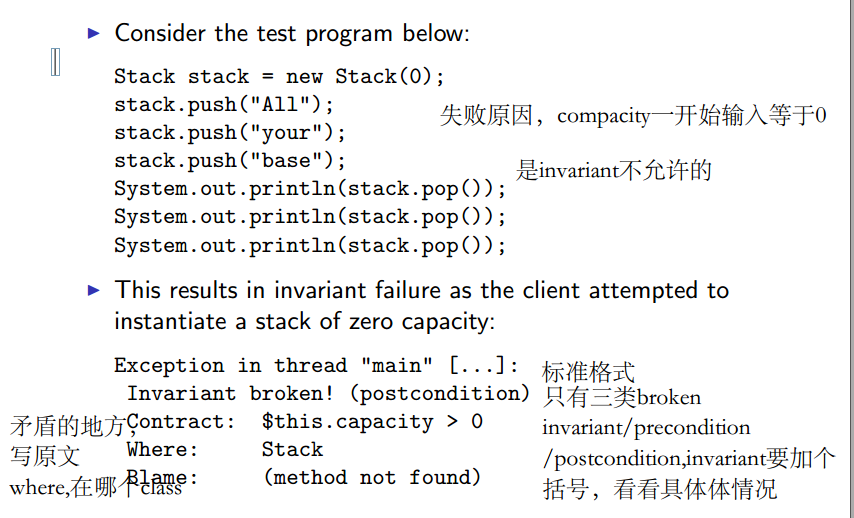 Consider the test program below:
Stack stack = new Stack(0);
stack.push("All");
失败原因，compacity一开始输入等于0
stack.push("your");
stack.push("base");
是invariant不允许的
System.out.println(stack.pop());
System.out.println(stack.pop());
System.out.println(stack.pop());
This results in invariant failure as the client attempted to
instantiate a stack of zero capacity:
Exception in thread "main" [...]:
Invariant broken! (postcondition)
Contract: $this.capacity > 0
Where: Stack
Blame: (method not found)
标准格式
只有三类broken
invariant/precondition
/postcondition,invariant要加个
括号，看看具体体情况
矛盾的地方，
写原文
where,在哪个class